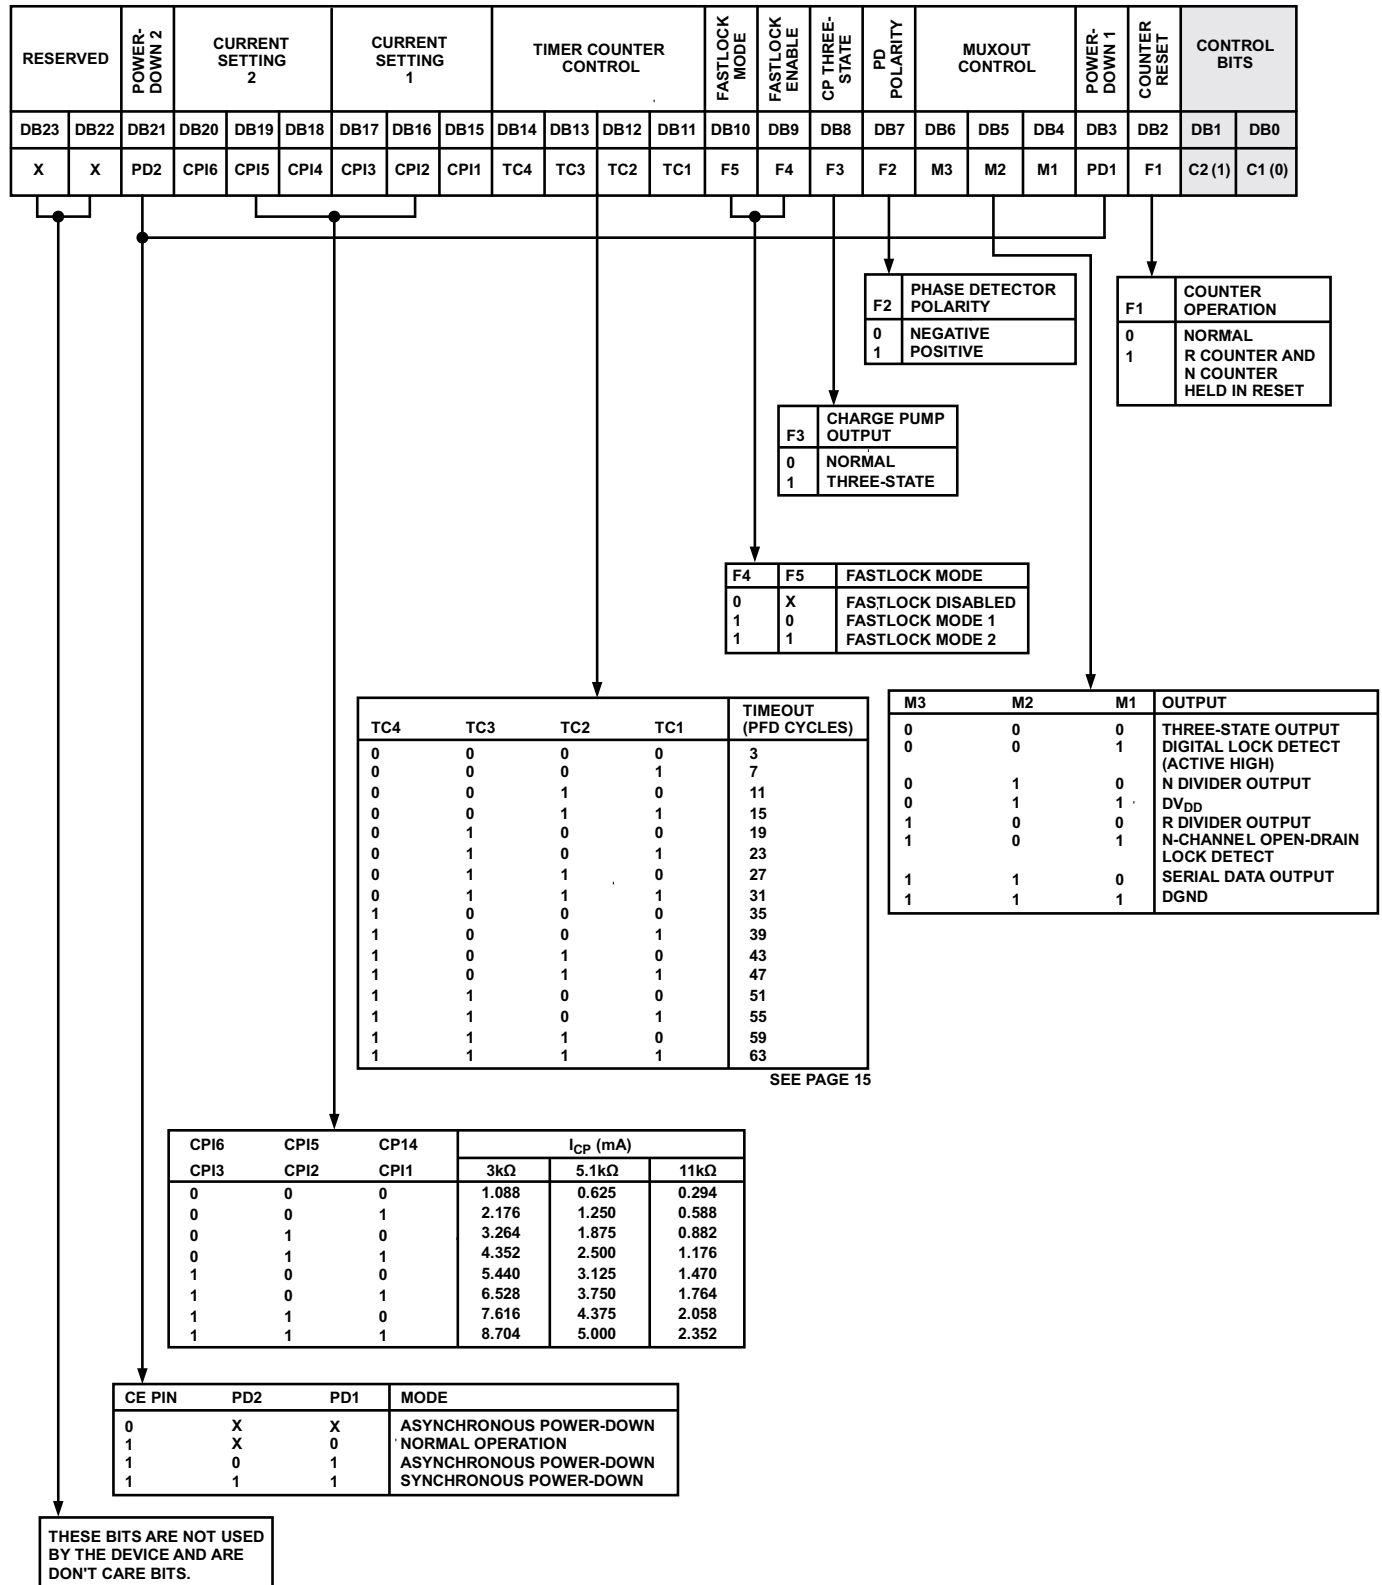 RESERVED
POWER-
DOWN 2
CURRENT
SETTING
2
CURRENT
SETTING
1
TIMER COUNTER
CONTROL
FASTLOCK
MODE
FASTLOCK
ENABLE
CP THREE-
STATE
PD
POLARITY
MUXOUT
CONTROL
POWER-
DOWN 1
COUNTER
RESET
CONTROL
BITS
DB23 DB22 DB21 DB20 DB19 DB18 DB17 DB16 DB15 DB14 DB13 DB12 DB11 DB10 DB9 DB8 DB7 DB6 DB5 DB4 DB3 DB2 DB1 DB0
X X PD2 CPI6 CPI5 CPI4 CPI3 CPI2 CPI1 TC4 TC3 TC2 TC1 F5 F4 F3 F2 M3 M2 M1 PD1 F1 C2 (1) C1 (0)
F2 PHASE DETECTOR
POLARITY
0 NEGATIVE
1 POSITIVE
F1 COUNTER
OPERATION
0 NORMAL
1 R COUNTER AND
N COUNTER
HELD IN RESET
F3 CHARGE PUMP
OUTPUT
0 NORMAL
1 THREE-STATE
F4 F5 FASTLOCK MODE
0 X FASTLOCK DISABLED
1 0 FASTLOCK MODE 1
1 1 FASTLOCK MODE 2
TC4 TC3 TC2 TC1 TIMEOUT
(PFD CYCLES)
0 0 0 0 3
0 0 0 1 7
0 0 1 0 11
0 0 1 1 15
0 1 0 0 19
0 1 0 1 23
0 1 1 0 27
0 1 1 1 31
1 0 0 0 35
1 0 0 1 39
1 0 1 0 43
1 0 1 1 47
1 1 0 0 51
1 1 0 1 55
1 1 1 0 59
1 1 1 1 63
SEE PAGE 15
M3 M2 M1 OUTPUT
0 0 0 THREE-STATE OUTPUT
0 0 1 DIGITAL LOCK DETECT
(ACTIVE HIGH)
0 1 0 N DIVIDER OUTPUT
0 1 1 DVDD
1 0 0 R DIVIDER OUTPUT
1 0 1 N-CHANNEL OPEN-DRAIN
LOCK DETECT
1 1 0 SERIAL DATA OUTPUT
1 1 1 DGND
CPI6 CPI5 CP14 ICP (mA)
CPI3 CPI2 CPI1 3kΩ 5.1kΩ 11kΩ
0 0 0 1.088 0.625 0.294
0 0 1 2.176 1.250 0.588
0 1 0 3.264 1.875 0.882
0 1 1 4.352 2.500 1.176
1 0 0 5.440 3.125 1.470
1 0 1 6.528 3.750 1.764
1 1 0 7.616 4.375 2.058
1 1 1 8.704 5.000 2.352
CE PIN PD2 PD1 MODE
0 X X ASYNCHRONOUS POWER-DOWN
1 X 0 NORMAL OPERATION
1 0 1 ASYNCHRONOUS POWER-DOWN
1 1 1 SYNCHRONOUS POWER-DOWN
THESE BITS ARE NOT USED
BY THE DEVICE AND ARE
DON'T CARE BITS.